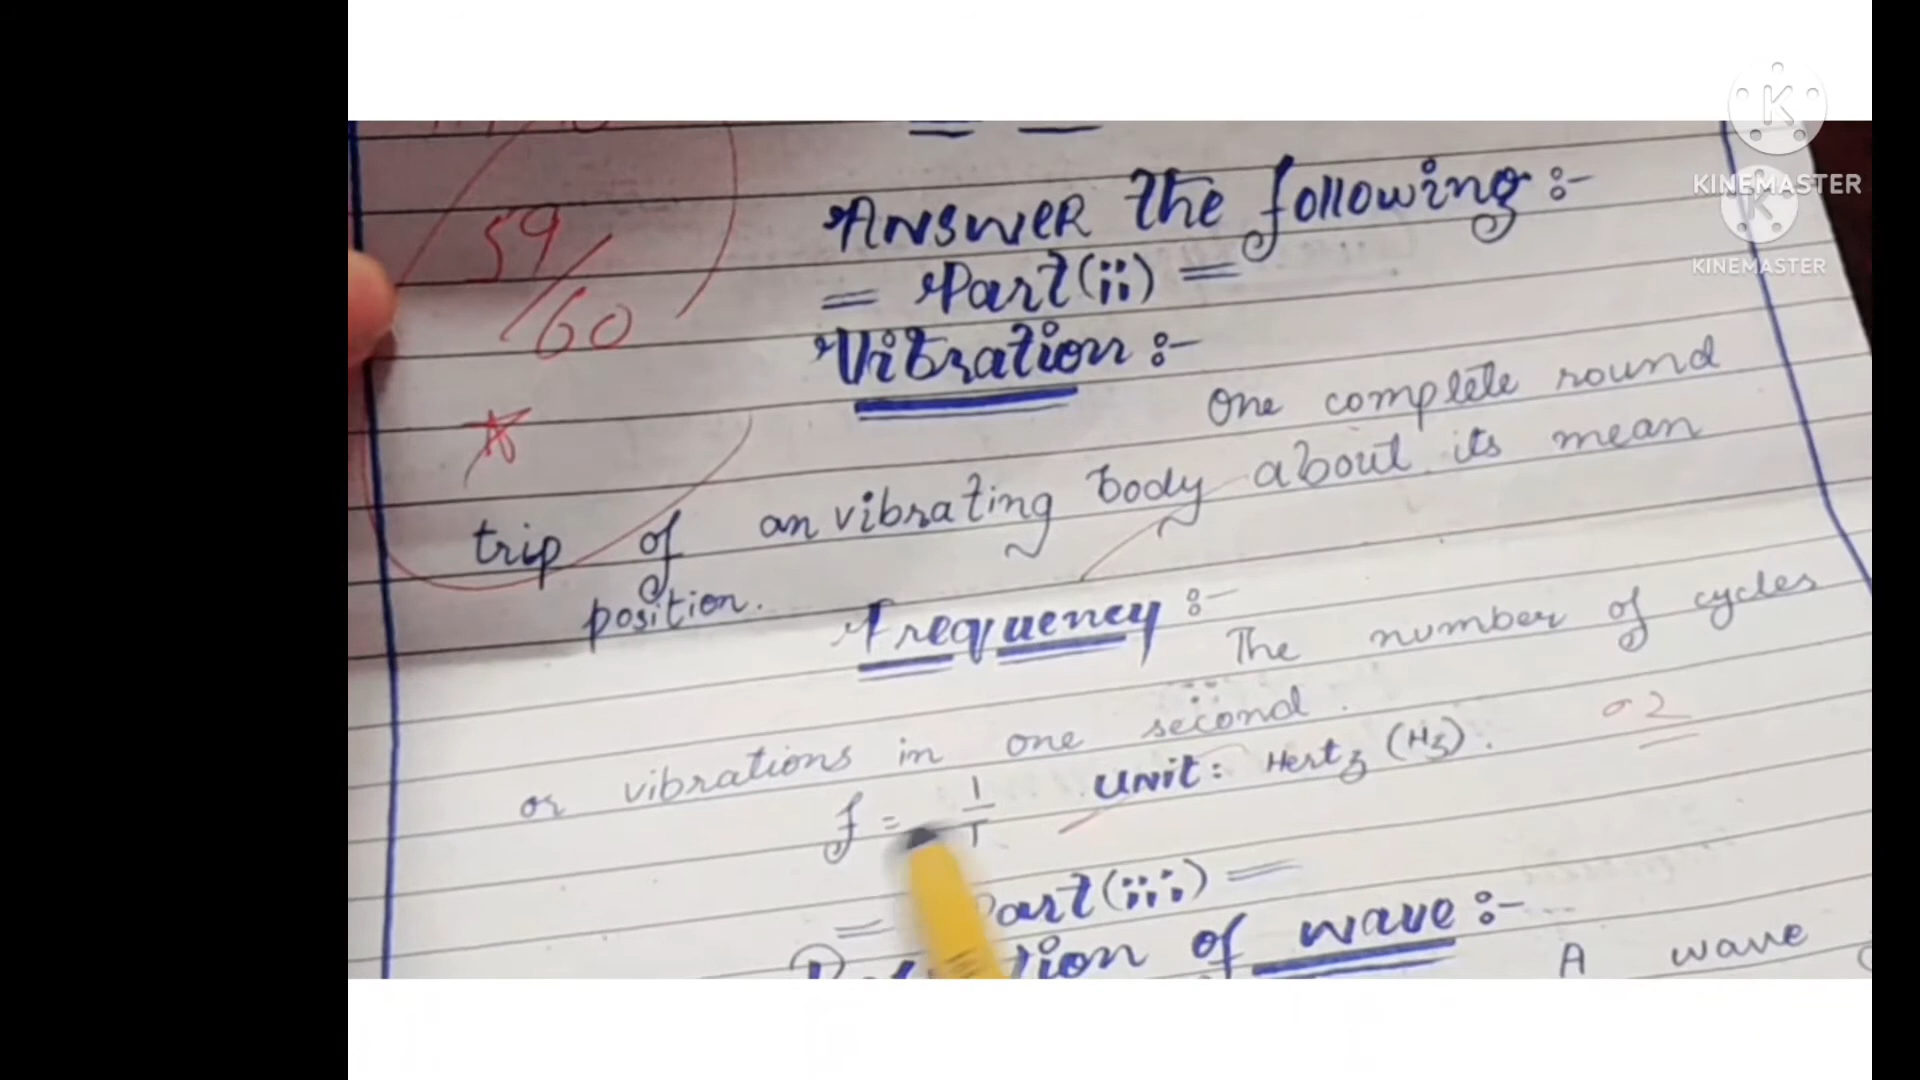 KINEMASTER
KINEMASTER
59/60
Answer the following:-
= Part(ii) =
Vibration :-
One complete round
trip of an vibrating body about its mean
position.
Frequency :-
The number of cycles
or vibrations in one second.
f = 1/T Unit: Hertz (Hz).
02
= Part(iii) =
of wave :-
A wave